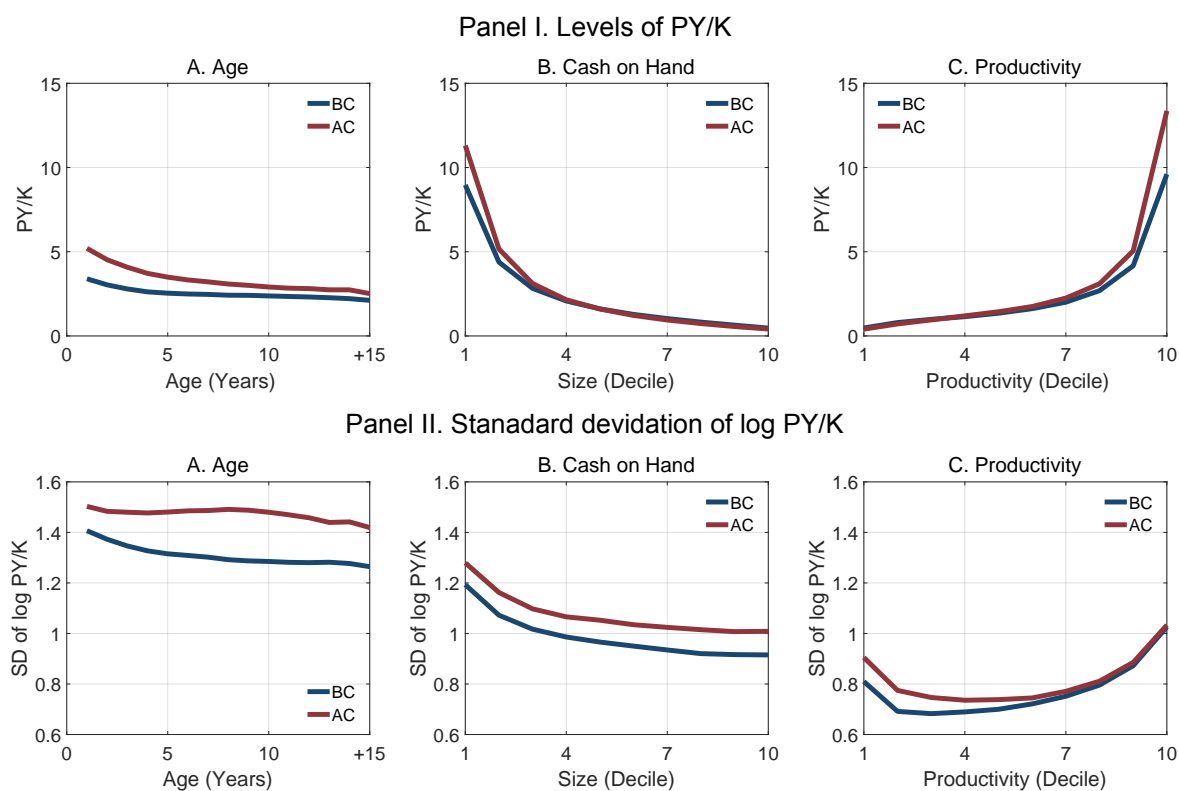 Panel I. Levels of PY/K
A. Age
15
10
5
0
PY/K
BC
AC
0 5 10 +15
Age (Years)
B. Cash on Hand
15
10
5
0
PY/K
BC
AC
1 4 7 10
Size (Decile)
C. Productivity
15
10
5
0
PY/K
BC
AC
1 4 7 10
Productivity (Decile)
Panel II. Stanadard devidation of log PY/K
A. Age
1.6
1.4
1.2
1
0.8
0.6
SD of log PY/K
BC
AC
0 5 10 +15
Age (Years)
B. Cash on Hand
1.6
1.4
1.2
1
0.8
0.6
SD of log PY/K
BC
AC
1 4 7 10
Size (Decile)
C. Productivity
1.6
1.4
1.2
1
0.8
0.6
SD of log PY/K
BC
AC
1 4 7 10
Productivity (Decile)